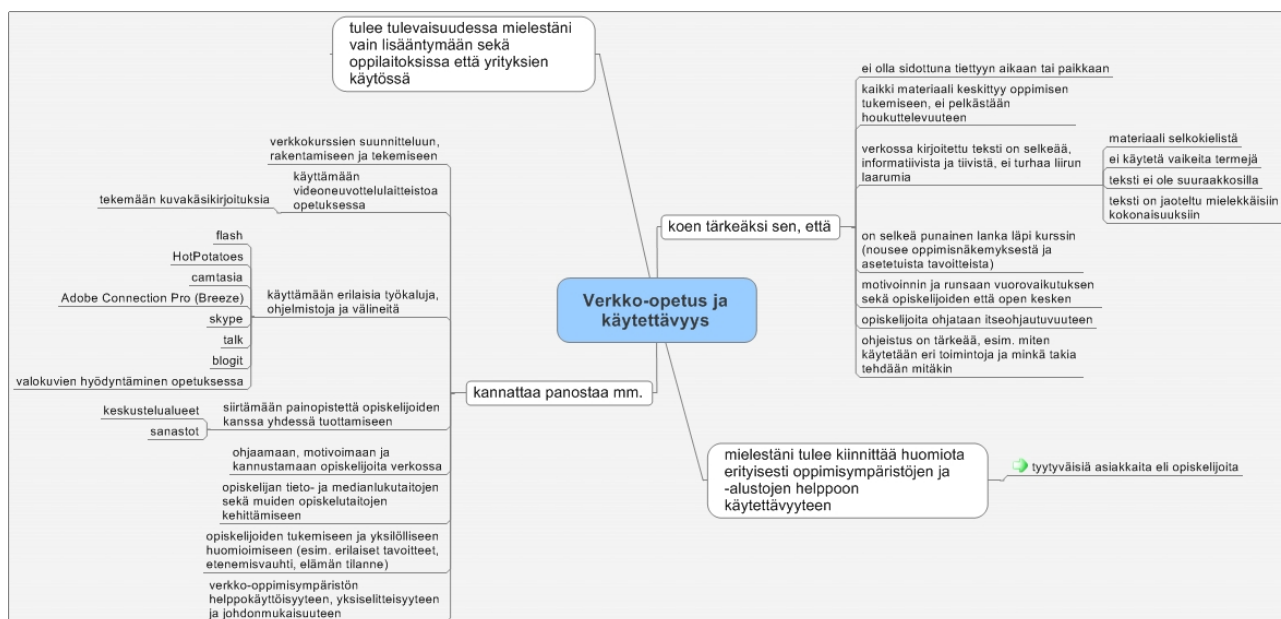 tulee tulevaisuudessa mielestäni
vain lisääntymään sekä
oppilaitoksissa että yrityksien
käytössä
Verkko-opetus ja
käytettävyys
koen tärkeäksi sen, että
ei olla sidottuna tiettyyn aikaan tai paikkaan
kaikki materiaali keskittyy oppimisen
tukemiseen, ei pelkästään
houkuttelevuuteen
verkossa kirjoitettu teksti on selkeää,
informatiivista ja tiivistä, ei turhaa liirun
laarumia
materiaali selkokielistä
ei käytetä vaikeita termejä
teksti ei ole suuraakkosilla
teksti on jaoteltu mielekkäisiin
kokonaisuuksiin
on selkeä punainen lanka läpi kurssin
(nousee oppimisnäkemyksestä ja
asetetuista tavoitteista)
motivoinnin ja runsaan vuorovaikutuksen
sekä opiskelijoiden että open kesken
opiskelijoita ohjataan itseohjautuvuuteen
ohjeistus on tärkeää, esim. miten
käytetään eri toimintoja ja minkä takia
tehdään mitäkin
mielestäni tulee kiinnittää huomiota
erityisesti oppimisympäristöjen ja
-alustojen helppoon
käytettävyyteen
tyytyväisiä asiakkaita eli opiskelijoita
kannattaa panostaa mm.
verkkokurssien suunnitteluun,
rakentamiseen ja tekemiseen
käyttämään
videoneuvottelulaitteistoa
opetuksessa
tekemään kuvakäsikirjoituksia
käyttämään erilaisia työkaluja,
ohjelmistoja ja välineitä
flash
HotPotatoes
camtasia
Adobe Connection Pro (Breeze)
skype
talk
blogit
valokuvien hyödyntäminen opetuksessa
siirtämään painopistettä opiskelijoiden
kanssa yhdessä tuottamiseen
keskustelualueet
sanastot
ohjaamaan, motivoimaan ja
kannustamaan opiskelijoita verkossa
opiskelijan tieto- ja medianlukutaitojen
sekä muiden opiskelutaitojen
kehittämiseen
opiskelijoiden tukemiseen ja yksilölliseen
huomioimiseen (esim. erilaiset tavoitteet,
etenemisvauhti, elämän tilanne)
verkko-oppimisympäristön
helppokäyttöisyyteen, yksiselitteisyyteen
ja johdonmukaisuuteen